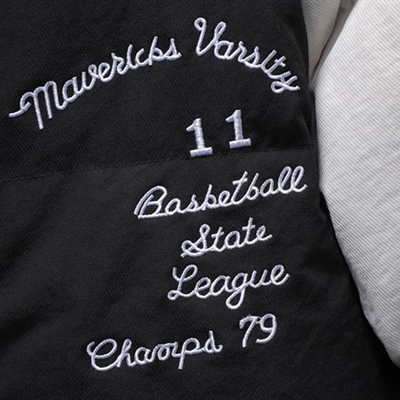 Mavericks Varsity
11
Basketball
State
League
Champs 79